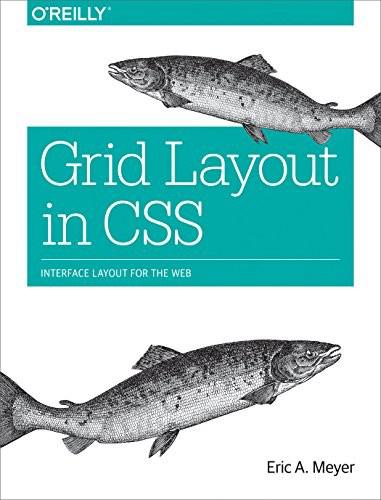 O'REILLY®
Grid Layout
in CSS
INTERFACE LAYOUT FOR THE WEB
Eric A. Meyer